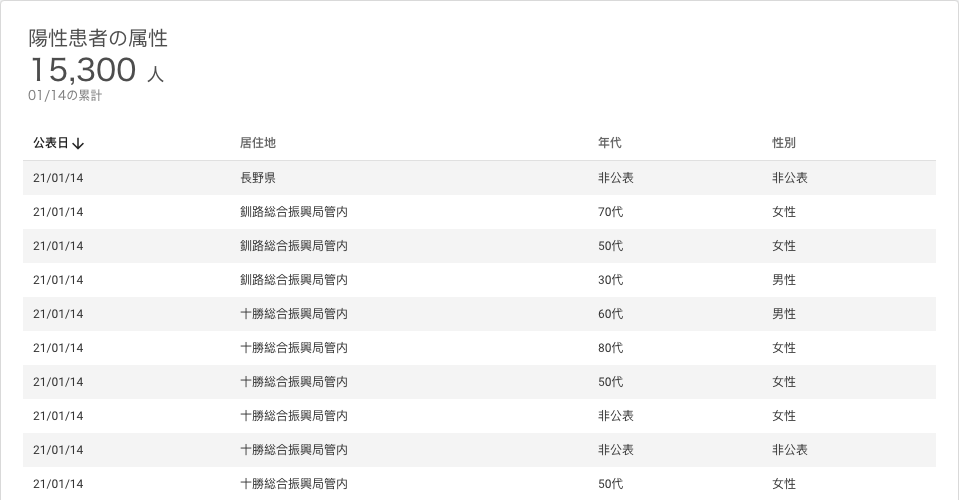 陽性患者の属性
15,300 人
01/14の累計
公表日↓ 居住地 年代 性別
21/01/14 長野県 非公表 非公表
21/01/14 釧路総合振興局管内 70代 女性
21/01/14 釧路総合振興局管内 50代 女性
21/01/14 釧路総合振興局管内 30代 男性
21/01/14 十勝総合振興局管内 60代 男性
21/01/14 十勝総合振興局管内 80代 女性
21/01/14 十勝総合振興局管内 50代 女性
21/01/14 十勝総合振興局管内 非公表 女性
21/01/14 十勝総合振興局管内 非公表 非公表
21/01/14 十勝総合振興局管内 50代 女性